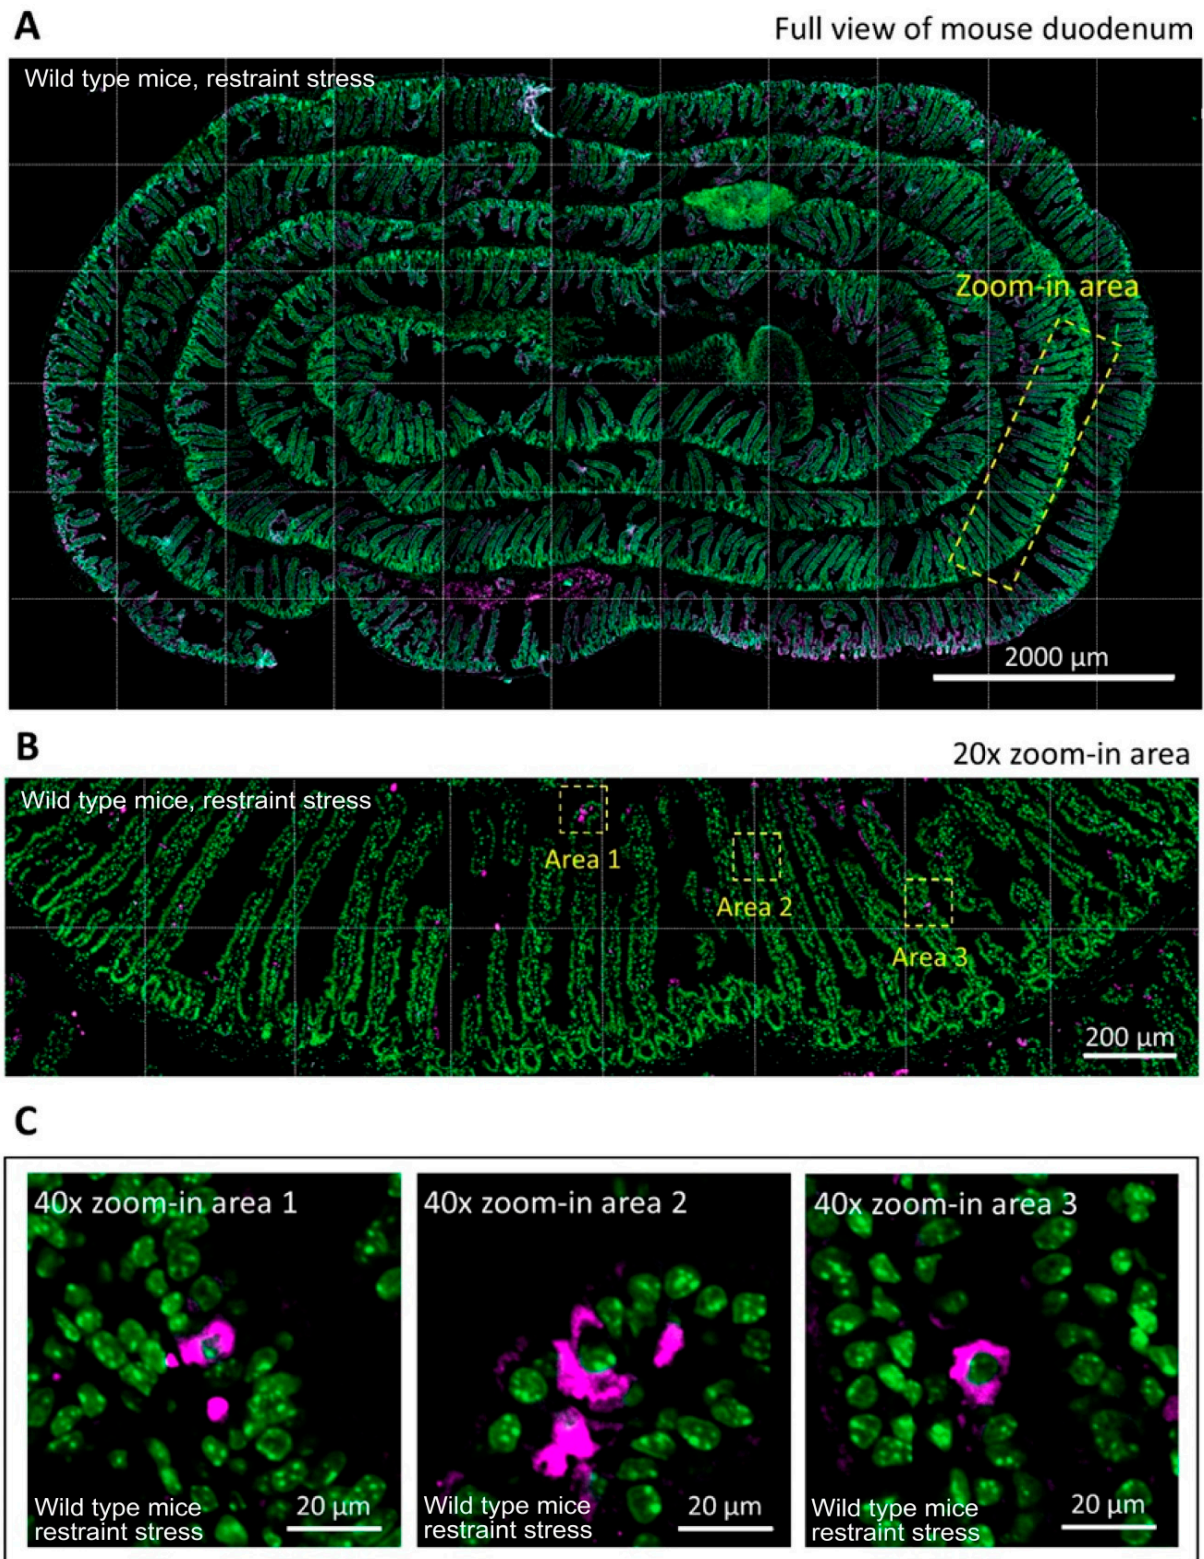 A
Full view of mouse duodenum
Wild type mice, restraint stress
Zoom-in area
2000 µm
B
20x zoom-in area
Wild type mice, restraint stress
Area 1
Area 2
Area 3
200 µm
C
40x zoom-in area 1
40x zoom-in area 2
40x zoom-in area 3
Wild type mice
restraint stress
20 µm
Wild type mice
restraint stress
20 µm
Wild type mice
restraint stress
20 µm